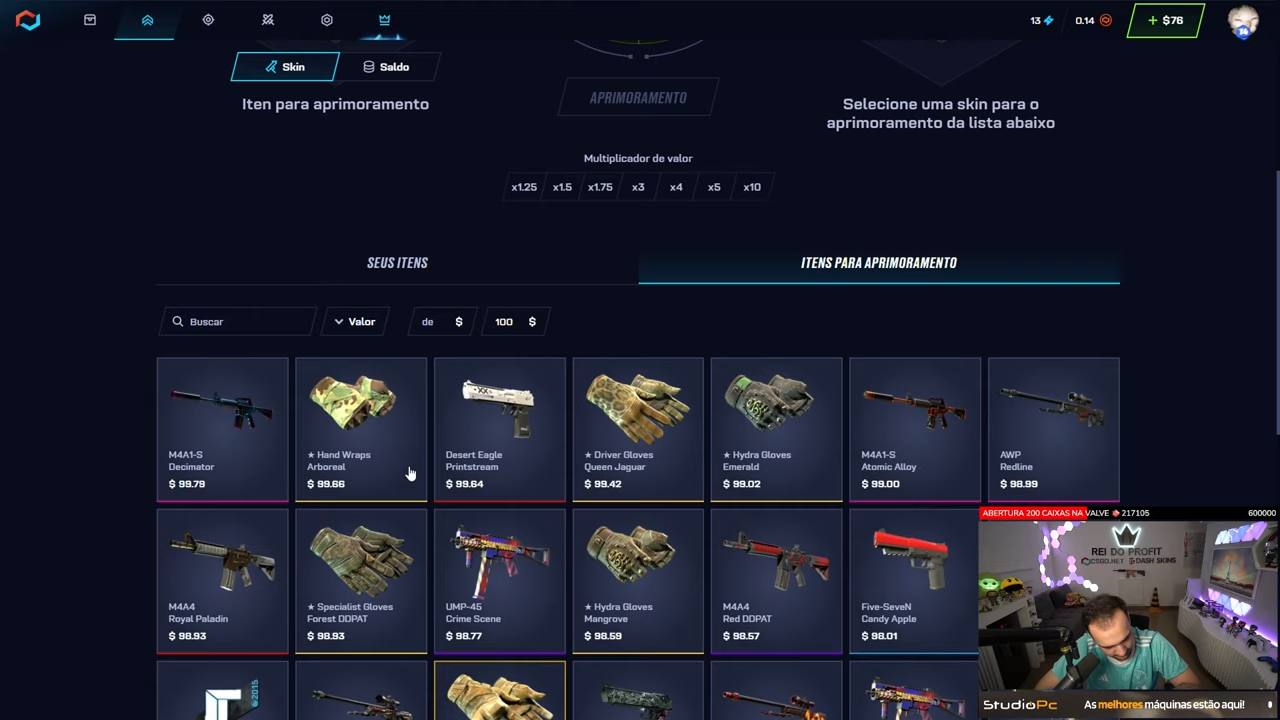 13
0.14
+ $76
74
Skin
Saldo
Iten para aprimoramento
APRIMORAMENTO
Selecione uma skin para o
aprimoramento da lista abaixo
Multiplicador de valor
x1.25 x1.5 x1.75 x3 x4 x5 x10
SEUS ITENS
ITENS PARA APRIMORAMENTO
Buscar
Valor
de $
100 $
M4A1-S
Decimator
$ 99.79
★ Hand Wraps
Arboreal
$ 99.66
Desert Eagle
Printstream
$ 99.64
★ Driver Gloves
Queen Jaguar
$ 99.42
★ Hydra Gloves
Emerald
$ 99.02
M4A1-S
Atomic Alloy
$ 99.00
AWP
Redline
$ 98.99
M4A4
Royal Paladin
$ 98.93
★ Specialist Gloves
Forest DDPAT
$ 98.93
UMP-45
Crime Scene
$ 98.77
★ Hydra Gloves
Mangrove
$ 98.59
M4A4
Red DDPAT
$ 98.57
Five-SeveN
Candy Apple
$ 98.01
©2015
ABERTURA 200 CAIXAS NA VALVE 217105 600000
REI DO PROFIT
CSGO.NET DASH SKINS
StudioPc
As melhores máquinas estão aqui!